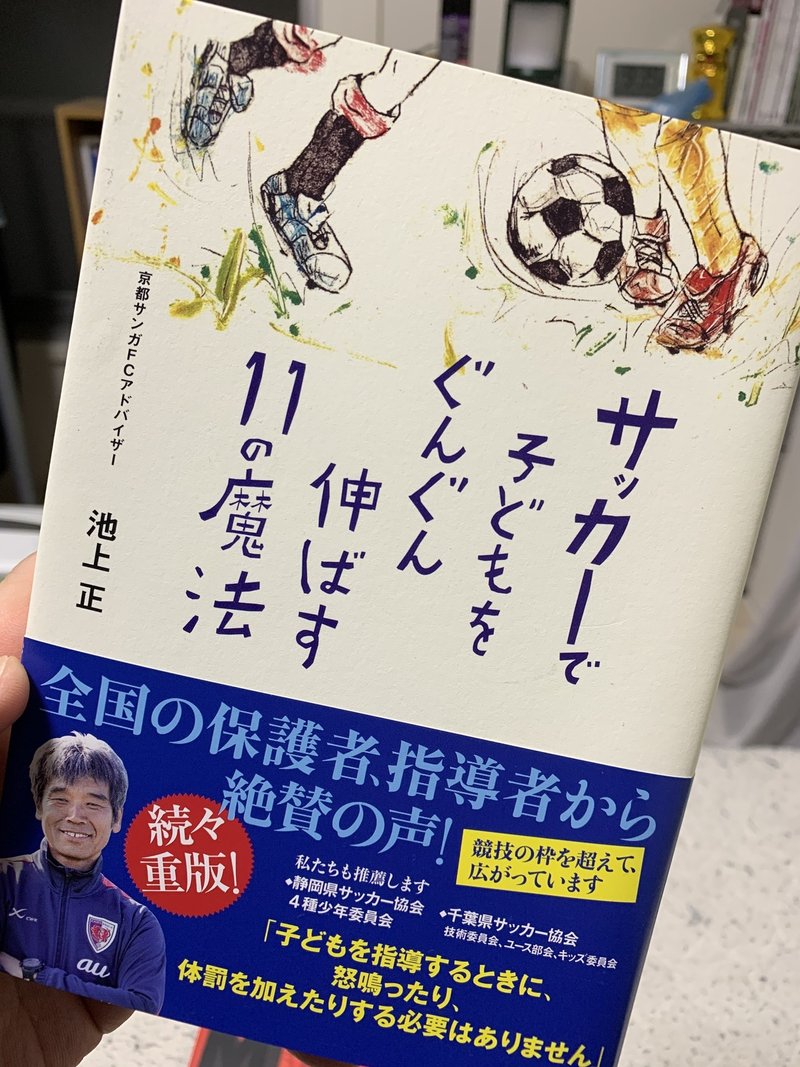 サッカーで
子どもを
ぐんぐん
伸ばす
11の魔法
京都サンガFCアドバイザー
池上 正
全国の保護者、指導者から
絶賛の声!
続々
重版!
競技の枠を超えて、
広がっています
私たちも推薦します
◆静岡県サッカー協会
4種少年委員会
◆千葉県サッカー協会
技術委員会、ユース部会、キッズ委員会
「子どもを指導するときに、
怒鳴ったり、
体罰を加えたりする必要はありません」
au